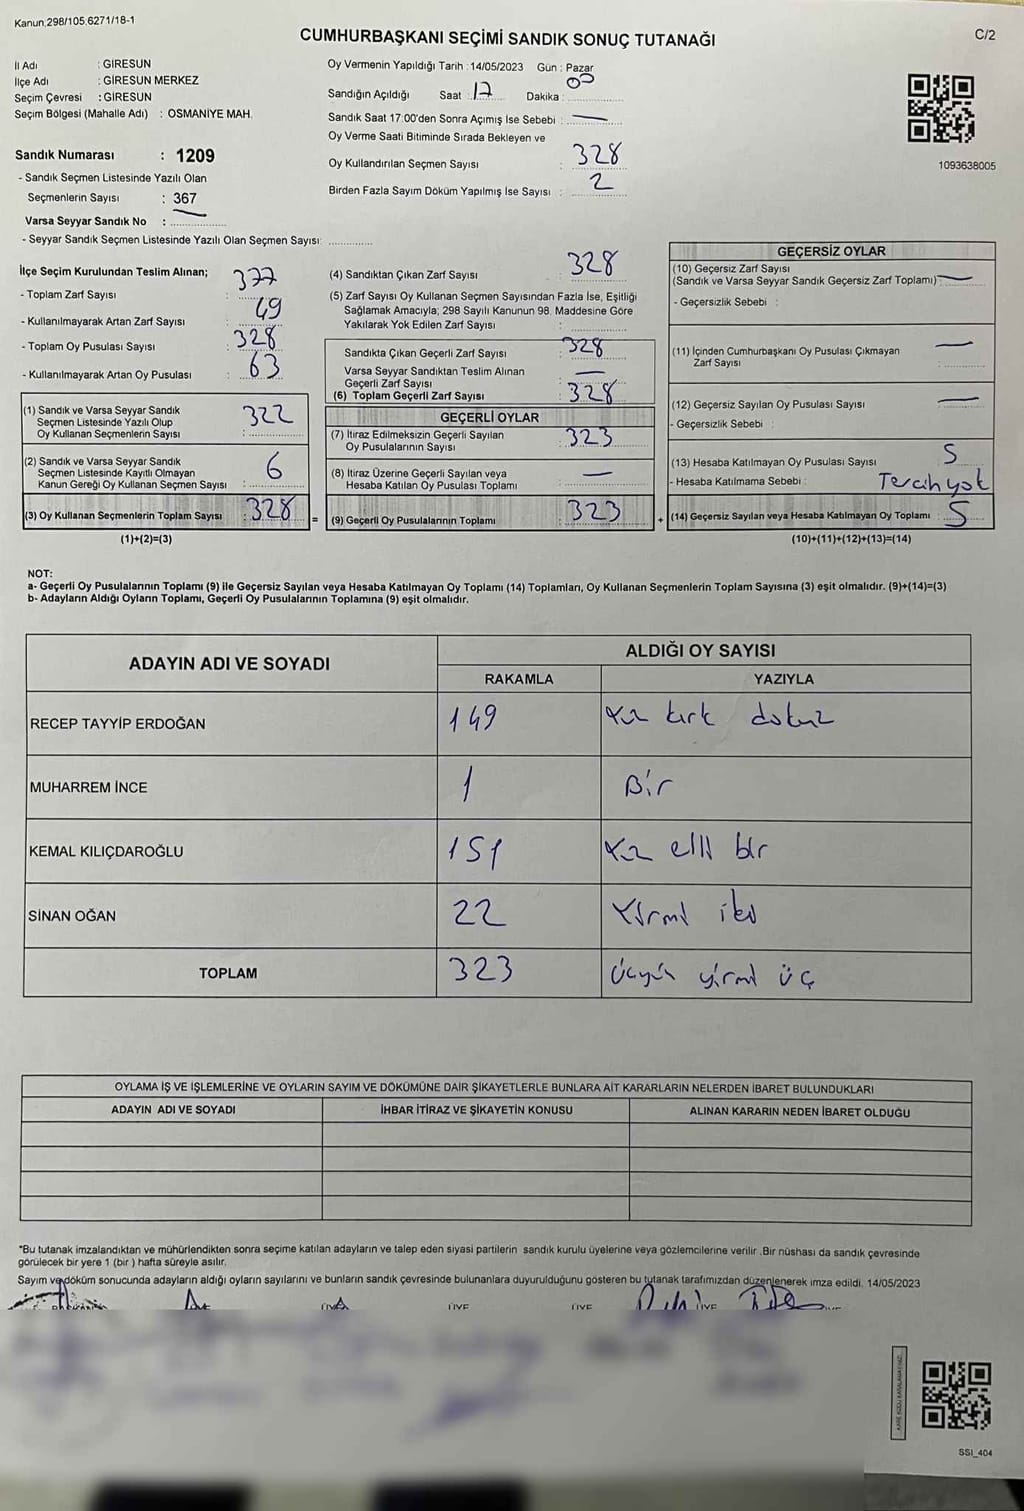 Kanun,298/105,6271/18-1
CUMHURBAŞKANI SEÇİMİ SANDIK SONUÇ TUTANAĞI
C/2
İl Adı : GİRESUN
İlçe Adı : GİRESUN MERKEZ
Seçim Çevresi : GİRESUN
Seçim Bölgesi (Mahalle Adı) : OSMANİYE MAH.
Sandık Numarası : 1209
- Sandık Seçmen Listesinde Yazılı Olan
Seçmenlerin Sayısı : 367
Varsa Seyyar Sandık No :
- Seyyar Sandık Seçmen Listesinde Yazılı Olan Seçmen Sayısı:
Oy Vermenin Yapıldığı Tarih :14/05/2023 Gün : Pazar
Sandığın Açıldığı Saat : 17 Dakika : 00
Sandık Saat 17:00'den Sonra Açımış İse Sebebi : —
Oy Verme Saati Bitiminde Sırada Bekleyen ve
Oy Kullandırılan Seçmen Sayısı : 328
Birden Fazla Sayım Döküm Yapılmış İse Sayısı : 2
1093638005
İlçe Seçim Kurulundan Teslim Alınan;
- Toplam Zarf Sayısı : 377
- Kullanılmayarak Artan Zarf Sayısı : 49
- Toplam Oy Pusulası Sayısı : 328
- Kullanılmayarak Artan Oy Pusulası : 63
(1) Sandık ve Varsa Seyyar Sandık
Seçmen Listesinde Yazılı Olup
Oy Kullanan Seçmenlerin Sayısı : 322
(2) Sandık ve Varsa Seyyar Sandık
Seçmen Listesinde Kayıtlı Olmayan
Kanun Gereği Oy Kullanan Seçmen Sayısı : 6
(3) Oy Kullanan Seçmenlerin Toplam Sayısı : 328 =
(1)+(2)=(3)
(4) Sandıktan Çıkan Zarf Sayısı : 328
(5) Zarf Sayısı Oy Kullanan Seçmen Sayısından Fazla İse, Eşitliği
Sağlamak Amacıyla; 298 Sayılı Kanunun 98. Maddesine Göre
Yakılarak Yok Edilen Zarf Sayısı :
Sandıkta Çıkan Geçerli Zarf Sayısı : 328
Varsa Seyyar Sandıktan Teslim Alınan
Geçerli Zarf Sayısı : —
(6) Toplam Geçerli Zarf Sayısı : 328
GEÇERLİ OYLAR
(7) İtiraz Edilmeksizin Geçerli Sayılan
Oy Pusulalarının Sayısı : 323
(8) İtiraz Üzerine Geçerli Sayılan veya
Hesaba Katılan Oy Pusulası Toplamı : —
(9) Geçerli Oy Pusulalarının Toplamı : 323 +
GEÇERSİZ OYLAR
(10) Geçersiz Zarf Sayısı
(Sandık ve Varsa Seyyar Sandık Geçersiz Zarf Toplamı) : —
- Geçersizlik Sebebi :
(11) İçinden Cumhurbaşkanı Oy Pusulası Çıkmayan
Zarf Sayısı : —
(12) Geçersiz Sayılan Oy Pusulası Sayısı : —
- Geçersizlik Sebebi :
(13) Hesaba Katılmayan Oy Pusulası Sayısı : 5
- Hesaba Katılmama Sebebi : Tercih yok
(14) Geçersiz Sayılan veya Hesaba Katılmayan Oy Toplamı : 5
(10)+(11)+(12)+(13)=(14)
NOT:
a- Geçerli Oy Pusulalarının Toplamı (9) ile Geçersiz Sayılan veya Hesaba Katılmayan Oy Toplamı (14) Toplamları, Oy Kullanan Seçmenlerin Toplam Sayısına (3) eşit olmalıdır. (9)+(14)=(3)
b- Adayların Aldığı Oyların Toplamı, Geçerli Oy Pusulalarının Toplamına (9) eşit olmalıdır.
ADAYIN ADI VE SOYADI ALDIĞI OY SAYISI
RAKAMLA YAZIYLA
RECEP TAYYİP ERDOĞAN 149 Yüz kırk dokuz
MUHARREM İNCE 1 Bir
KEMAL KILIÇDAROĞLU 151 Yüz elli bir
SİNAN OĞAN 22 Yirmi iki
TOPLAM 323 Üçyüz yirmi üç
OYLAMA İŞ VE İŞLEMLERİNE VE OYLARIN SAYIM VE DÖKÜMÜNE DAİR ŞİKAYETLERLE BUNLARA AİT KARARLARIN NELERDEN İBARET BULUNDUKLARI
ADAYIN ADI VE SOYADI İHBAR İTİRAZ VE ŞİKAYETİN KONUSU ALINAN KARARIN NEDEN İBARET OLDUĞU
*Bu tutanak imzalandıktan ve mühürlendikten sonra seçime katılan adayların ve talep eden siyasi partilerin sandık kurulu üyelerine veya gözlemcilerine verilir .Bir nüshası da sandık çevresinde
görülecek bir yere 1 (bir ) hafta süreyle asılır.
Sayım ve döküm sonucunda adayların aldığı oyların sayılarını ve bunların sandık çevresinde bulunanlara duyurulduğunu gösteren bu tutanak tarafımızdan düzenlenerek imza edildi. 14/05/2023
ÜYE ÜYE ÜYE ÜYE
SSI_404